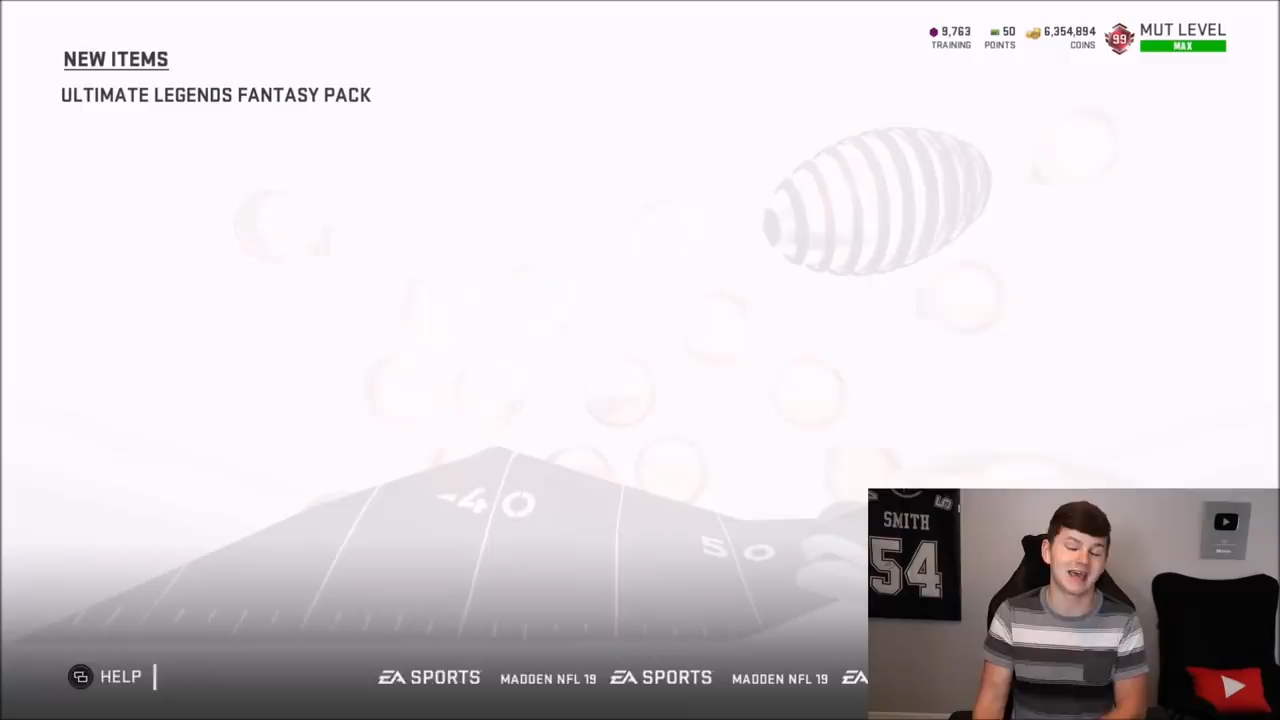 NEW ITEMS
ULTIMATE LEGENDS FANTASY PACK
9,763
TRAINING
50
POINTS
6,354,894
COINS
99
MUT LEVEL
MAX
-40
50
SMITH
54
HELP
EA SPORTS MADDEN NFL 19 EA SPORTS MADDEN NFL 19 EA